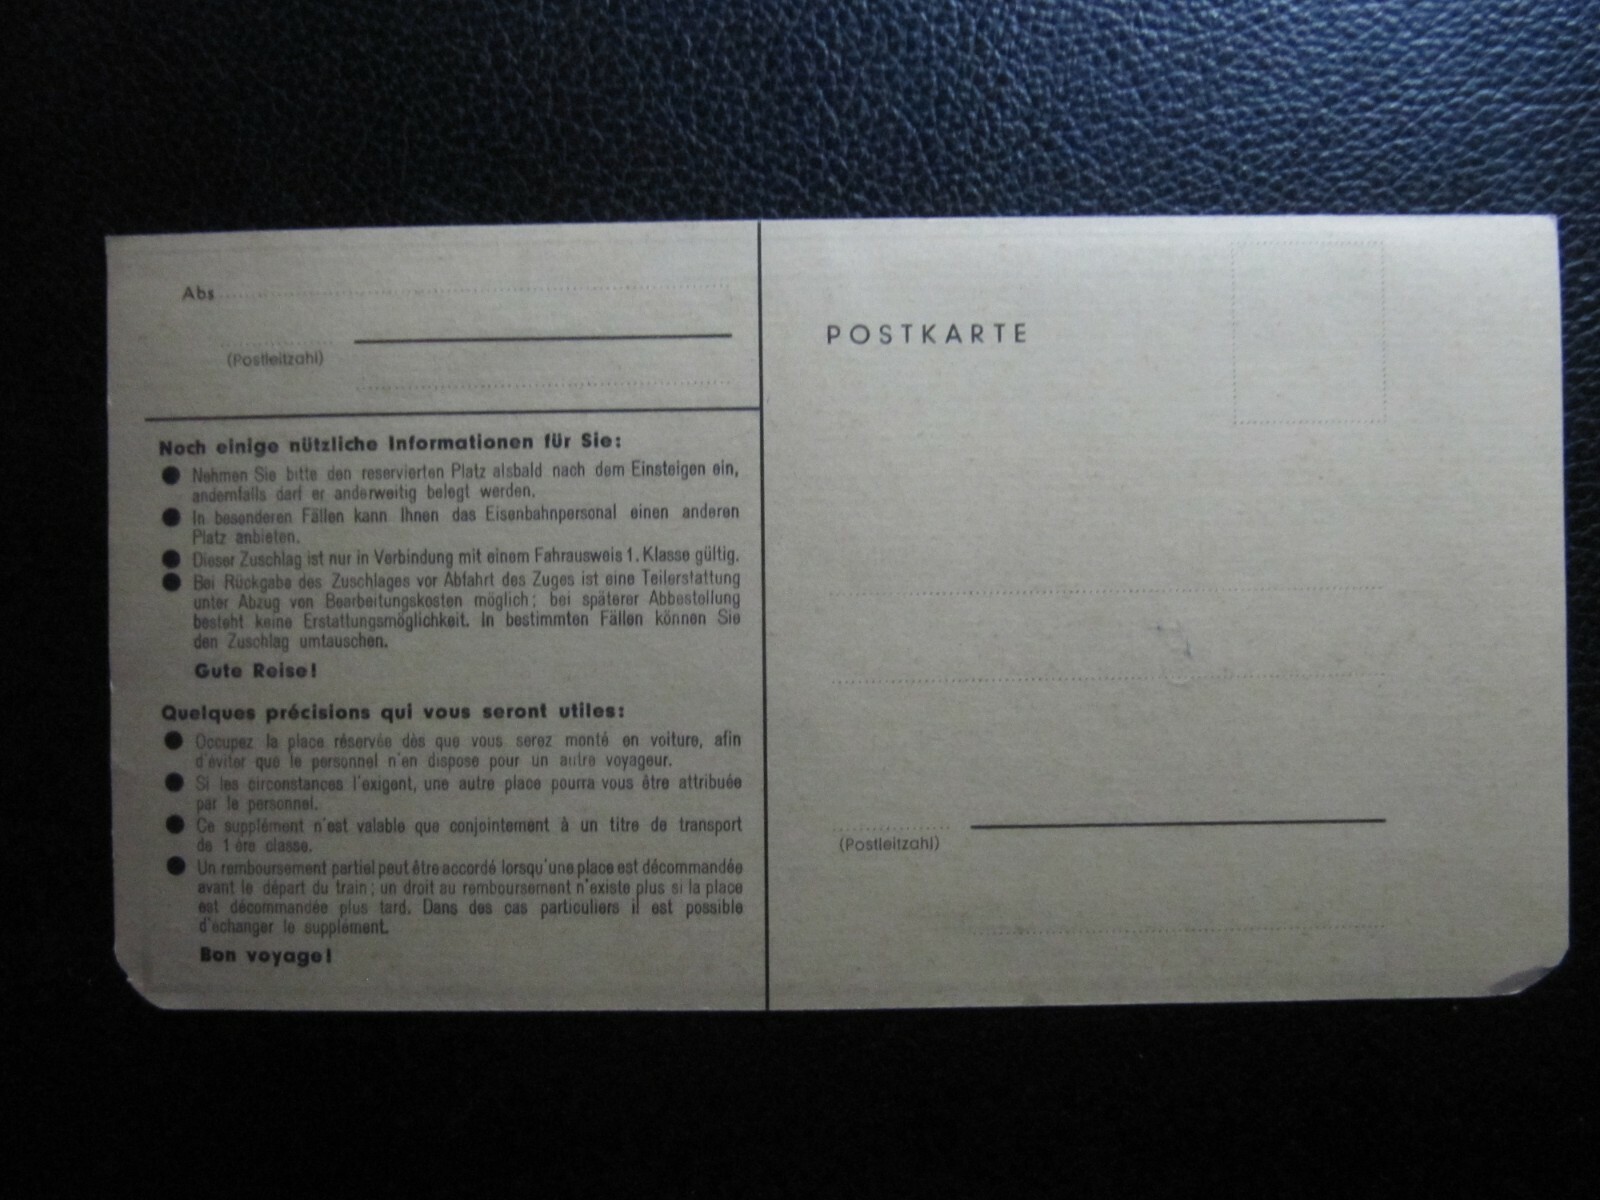 Abs
(Postleitzahl)
Noch einige nützliche Informationen für Sie:
● Nehmen Sie bitte den reservierten Platz alsbald nach dem Einsteigen ein,
andernfalls darf er anderweitig belegt werden.
● In besonderen Fällen kann Ihnen das Eisenbahnpersonal einen anderen
Platz anbieten.
● Dieser Zuschlag ist nur in Verbindung mit einem Fahrausweis 1. Klasse gültig.
● Bei Rückgabe des Zuschlages vor Abfahrt des Zuges ist eine Teilerstattung
unter Abzug von Bearbeitungskosten möglich; bei späterer Abbestellung
besteht keine Erstattungsmöglichkeit. In bestimmten Fällen können Sie
den Zuschlag umtauschen.
Gute Reise!
Quelques précisions qui vous seront utiles:
● Occupez la place réservée dès que vous serez monté en voiture, afin
d'éviter que le personnel n'en dispose pour un autre voyageur.
● Si les circonstances l'exigent, une autre place pourra vous être attribuée
par le personnel.
● Ce supplément n'est valable que conjointement à un titre de transport
de 1 ère classe.
● Un remboursement partiel peut être accordé lorsqu'une place est décommandée
avant le départ du train; un droit au remboursement n'existe plus si la place
est décommandée plus tard. Dans des cas particuliers il est possible
d'échanger le supplément.
Bon voyage!
POSTKARTE
(Postleitzahl)